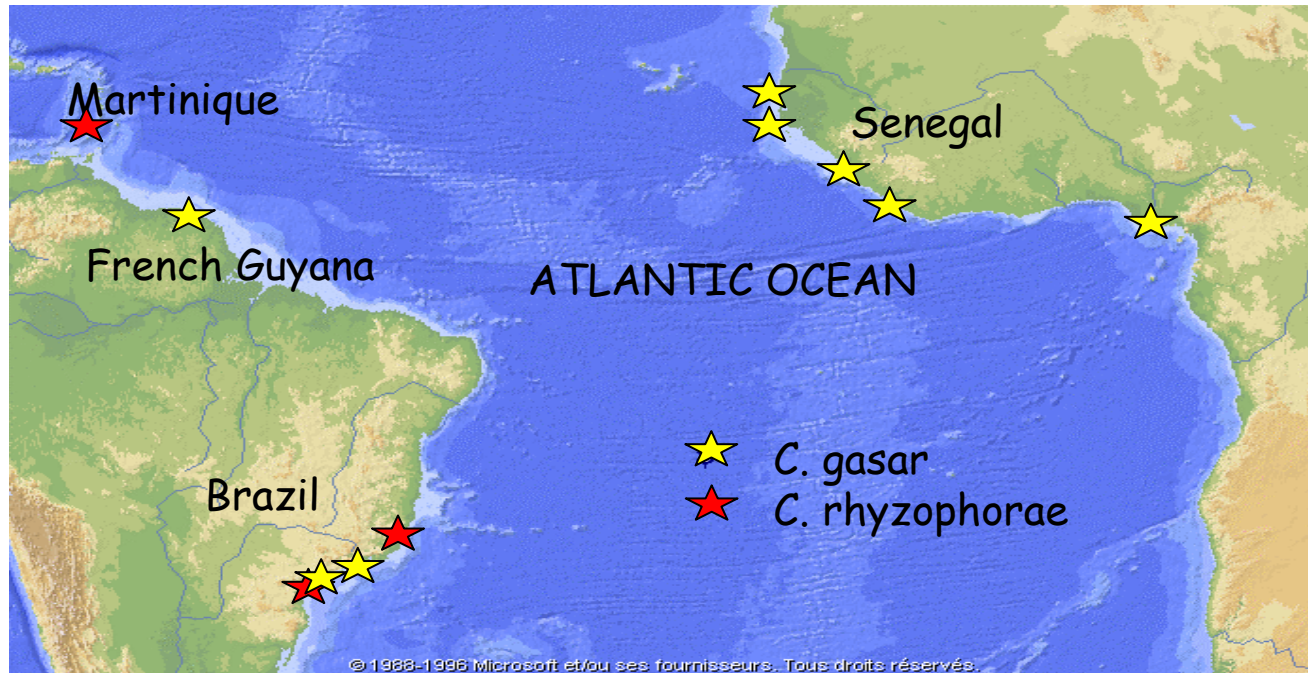 Martinique
Senegal
French Guyana
ATLANTIC OCEAN
C. gasar
Brazil
C. rhyzophorae
© 1988-1996 Microsoft et/ou ses fournisseurs. Tous droits réservés.